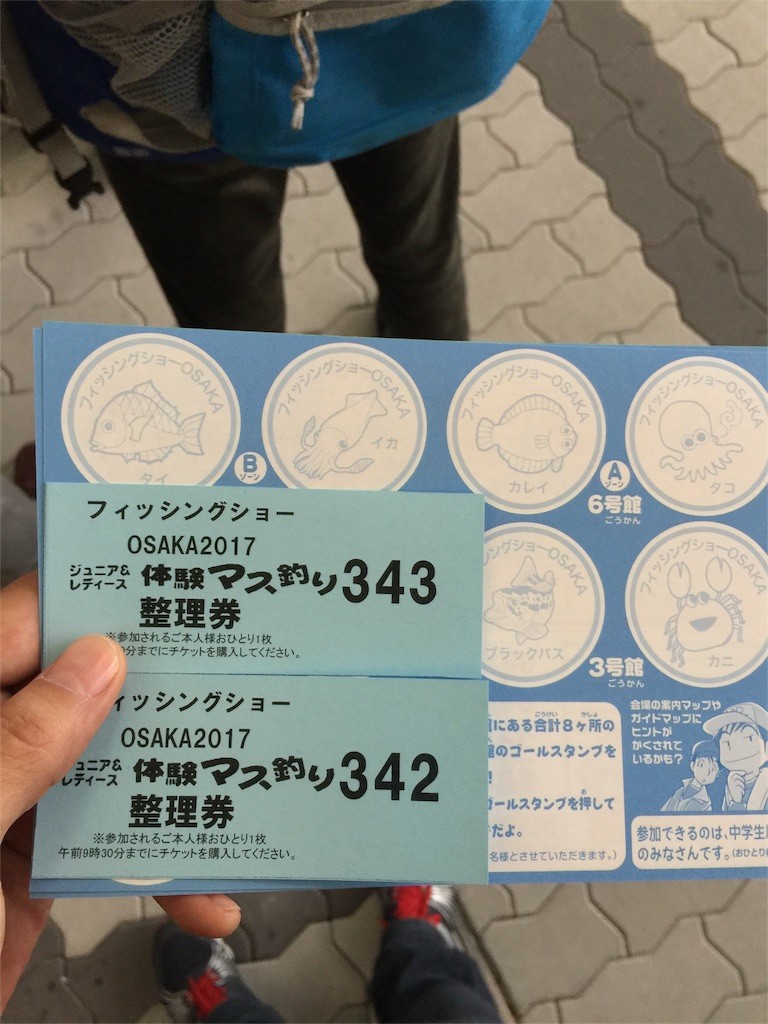 フィッシングショーOSAKA
タイ
フィッシングショーOSAKA
イカ
フィッシングショーOSAKA
カレイ
フィッシングショーOSAKA
タコ
B
ゾーン
A
ゾーン
6号館
ごうかん
フィッシングショー
OSAKA2017
ジュニア&
レディース
体験マス釣り343
整理券
※参加されるご本人様おひとり1枚
0分までにチケットを購入してください。
ブラックバス
フィッシングショーOSAKA
カニ
3号館
ごうかん
ィッシングショー
OSAKA2017
ジュニア&
レディース
体験マス釣り342
整理券
※参加されるご本人様おひとり1枚
午前9時30分までにチケットを購入してください。
ごうけい かしょ
にある合計8ヶ所の
館のゴールスタンプを
!
お
ゴールスタンプを押して
だよ。
名様とさせていただきます。)
会場の案内マップや
ガイドマップに
ヒントが
かくされて
いるかも?
参加できるのは、中学生
のみなさんです。(おひとり